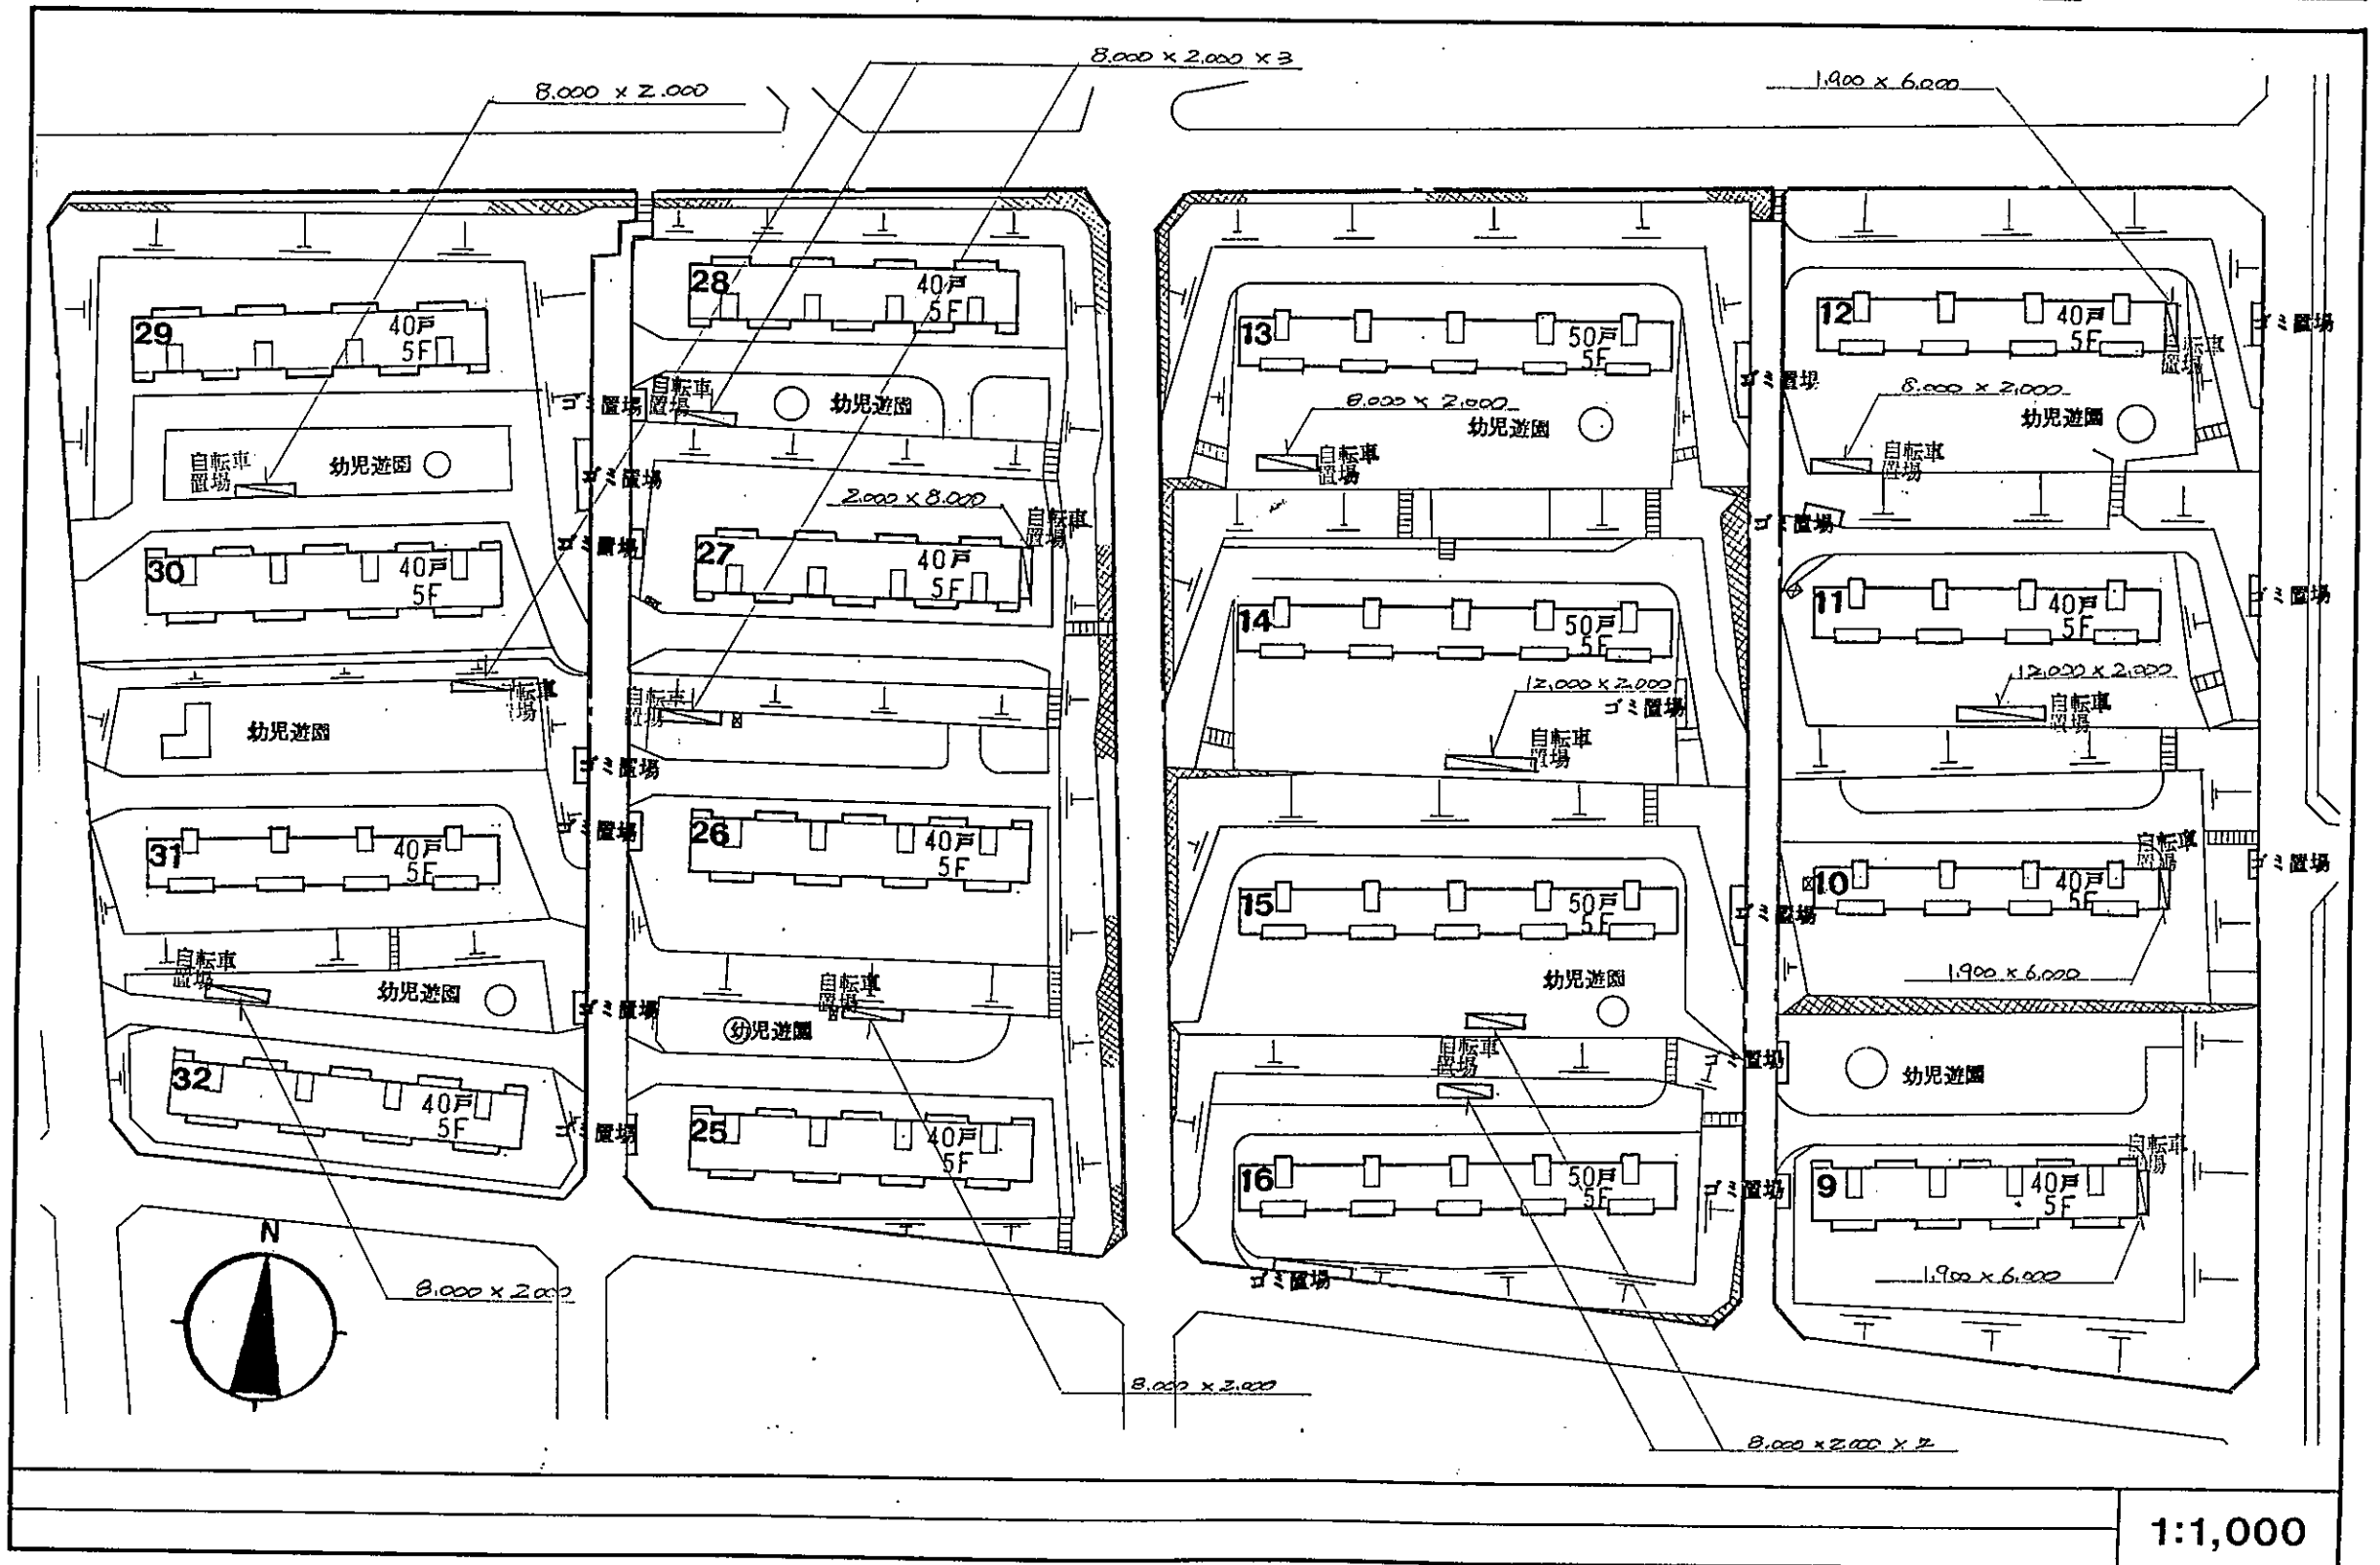 8.000 × 2.000 × 3
8.000 × 2.000
1.900 × 6.000
29
40戸
5F
28
40戸
5F
13
50戸
5F
12
40戸
5F
ゴミ置場
自転車
置場
ゴミ置場
自転車
置場
幼児遊園
ゴミ置場
8.000 × 2.000
幼児遊園
8.000 × 2.000
幼児遊園
自転車
置場
幼児遊園
ゴミ置場
自転車
置場
自転車
置場
2.000 × 8.000
自転車
置場
ゴミ置場
30
40戸
5F
ゴミ置場
27
40戸
5F
14
50戸
5F
11
40戸
5F
ゴミ置場
自転車
置場
幼児遊園
自転車
置場
12,000 × 2,000
ゴミ置場
自転車
置場
12,000 × 2,000
自転車
置場
ゴミ置場
31
40戸
5F
ゴミ置場
26
40戸
5F
15
50戸
5F
ゴミ置場
10
40戸
5F
自転車
置場
ゴミ置場
1.900 × 6.000
自転車
置場
幼児遊園
ゴミ置場
自転車
置場
幼児遊園
幼児遊園
自転車
置場
ゴミ置場
幼児遊園
32
40戸
5F
ゴミ置場
25
40戸
5F
16
50戸
5F
ゴミ置場
9
40戸
5F
自転車
置場
1.900 × 6.000
ゴミ置場
N
8.000 × 2.000
8.000 × 2.000
8.000 × 2.000 × 2
1:1,000